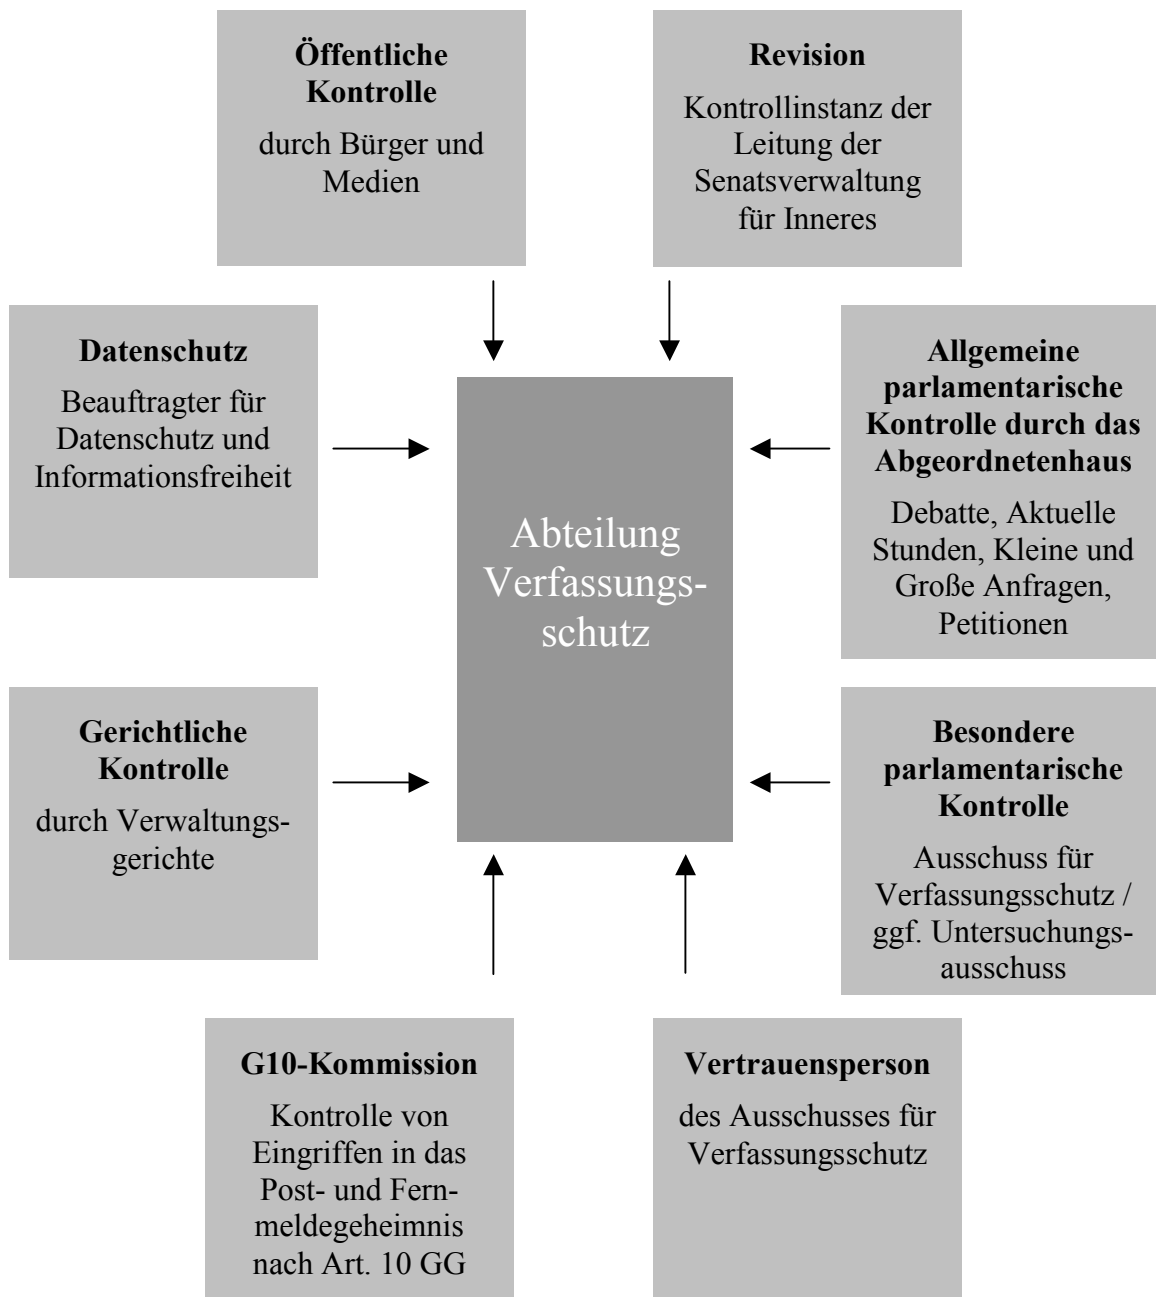 Öffentliche
Kontrolle
durch Bürger und
Medien
Revision
Kontrollinstanz der
Leitung der
Senatsverwaltung
für Inneres
Datenschutz
Beauftragter für
Datenschutz und
Informationsfreiheit
Allgemeine
parlamentarische
Kontrolle durch das
Abgeordnetenhaus
Debatte, Aktuelle
Stunden, Kleine und
Große Anfragen,
Petitionen
Abteilung
Verfassungs-
schutz
Gerichtliche
Kontrolle
durch Verwaltungs-
gerichte
Besondere
parlamentarische
Kontrolle
Ausschuss für
Verfassungsschutz /
ggf. Untersuchungs-
ausschuss
G10-Kommission
Kontrolle von
Eingriffen in das
Post- und Fern-
meldegeheimnis
nach Art. 10 GG
Vertrauensperson
des Ausschusses für
Verfassungsschutz